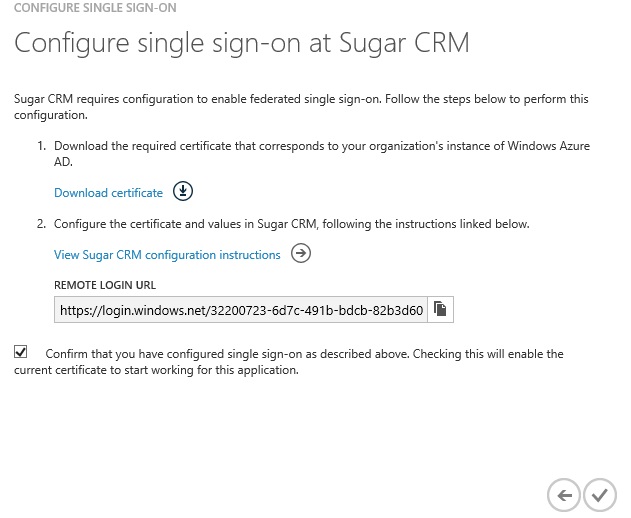 CONFIGURE SINGLE SIGN-ON
Configure single sign-on at Sugar CRM
Sugar CRM requires configuration to enable federated single sign-on. Follow the steps below to perform this
configuration.
1. Download the required certificate that corresponds to your organization's instance of Windows Azure
AD.
Download certificate
2. Configure the certificate and values in Sugar CRM, following the instructions linked below.
View Sugar CRM configuration instructions
REMOTE LOGIN URL
https://login.windows.net/32200723-6d7c-491b-bdcb-82b3d60
Confirm that you have configured single sign-on as described above. Checking this will enable the
current certificate to start working for this application.